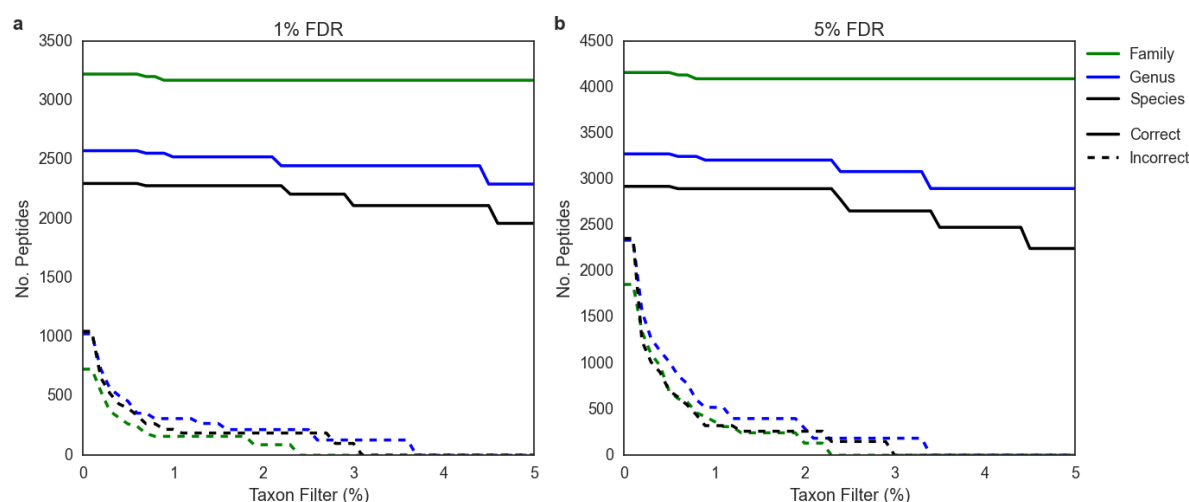 a
1% FDR
3500
3000
2500
2000
1500
1000
500
0
No. Peptides
0 1 2 3 4 5
Taxon Filter (%)
b
5% FDR
4500
4000
3500
3000
2500
2000
1500
1000
500
0
No. Peptides
0 1 2 3 4 5
Taxon Filter (%)
Family
Genus
Species
Correct
Incorrect